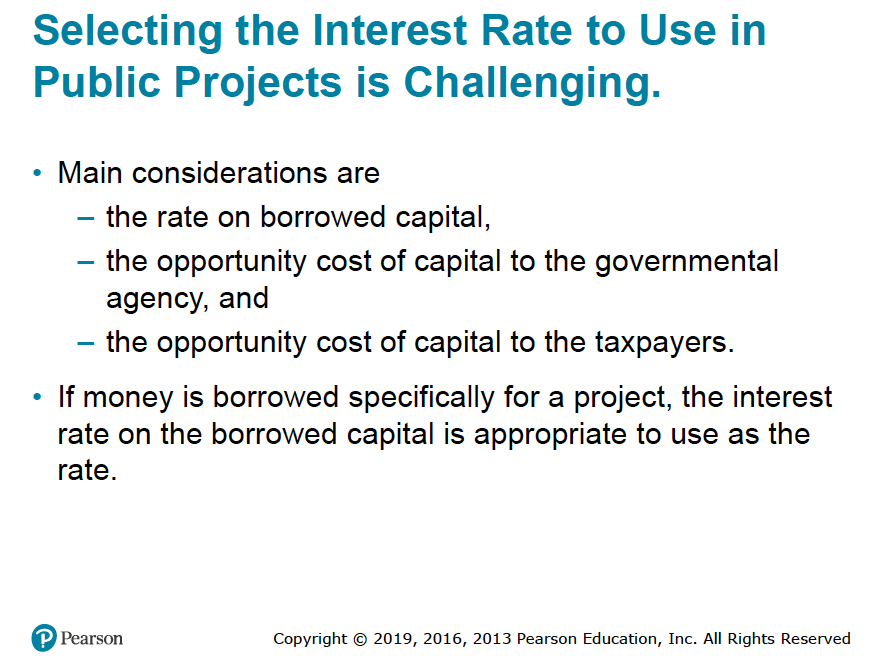 Selecting the Interest Rate to Use in
Public Projects is Challenging.
• Main considerations are
– the rate on borrowed capital,
– the opportunity cost of capital to the governmental
agency, and
– the opportunity cost of capital to the taxpayers.
• If money is borrowed specifically for a project, the interest
rate on the borrowed capital is appropriate to use as the
rate.
P Pearson
Copyright © 2019, 2016, 2013 Pearson Education, Inc. All Rights Reserved